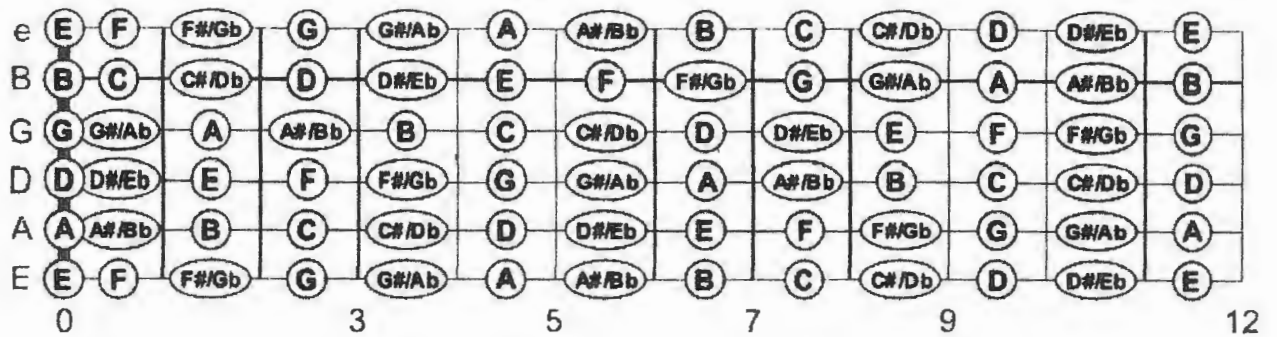 e E F F#/Gb G G#/Ab A A#/Bb B C C#/Db D D#/Eb E
B B C C#/Db D D#/Eb E F F#/Gb G G#/Ab A A#/Bb B
G G G#/Ab A A#/Bb B C C#/Db D D#/Eb E F F#/Gb G
D D D#/Eb E F F#/Gb G G#/Ab A A#/Bb B C C#/Db D
A A A#/Bb B C C#/Db D D#/Eb E F F#/Gb G G#/Ab A
E E F F#/Gb G G#/Ab A A#/Bb B C C#/Db D D#/Eb E
0 3 5 7 9 12